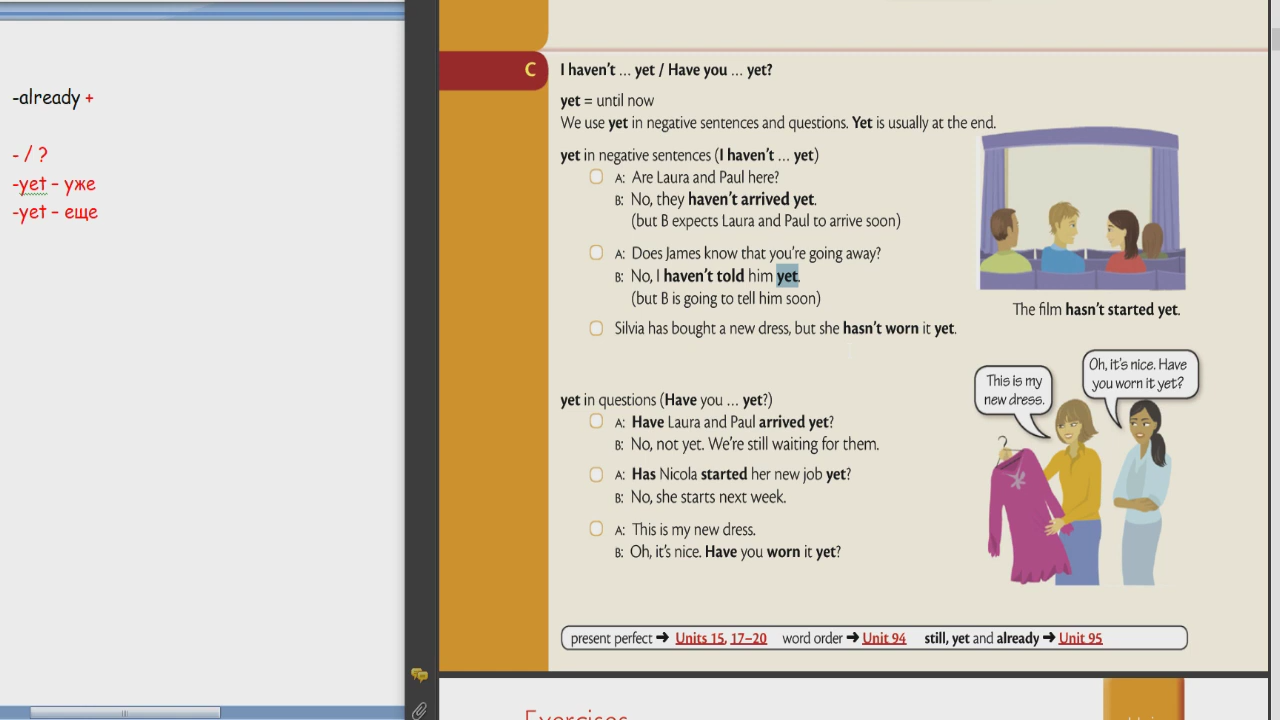 -already +
- / ?
-yet – уже
-yet – еще
C
I haven't ... yet / Have you ... yet?
yet = until now
We use yet in negative sentences and questions. Yet is usually at the end.
yet in negative sentences (I haven't ... yet)
A: Are Laura and Paul here?
B: No, they haven't arrived yet.
(but B expects Laura and Paul to arrive soon)
A: Does James know that you're going away?
B: No, I haven't told him yet.
(but B is going to tell him soon)
Silvia has bought a new dress, but she hasn't worn it yet.
The film hasn't started yet.
yet in questions (Have you ... yet?)
A: Have Laura and Paul arrived yet?
B: No, not yet. We're still waiting for them.
A: Has Nicola started her new job yet?
B: No, she starts next week.
A: This is my new dress.
B: Oh, it's nice. Have you worn it yet?
This is my
new dress.
Oh, it's nice. Have
you worn it yet?
present perfect ➜ Units 15, 17–20 word order ➜ Unit 94 still, yet and already ➜ Unit 95
Exercises